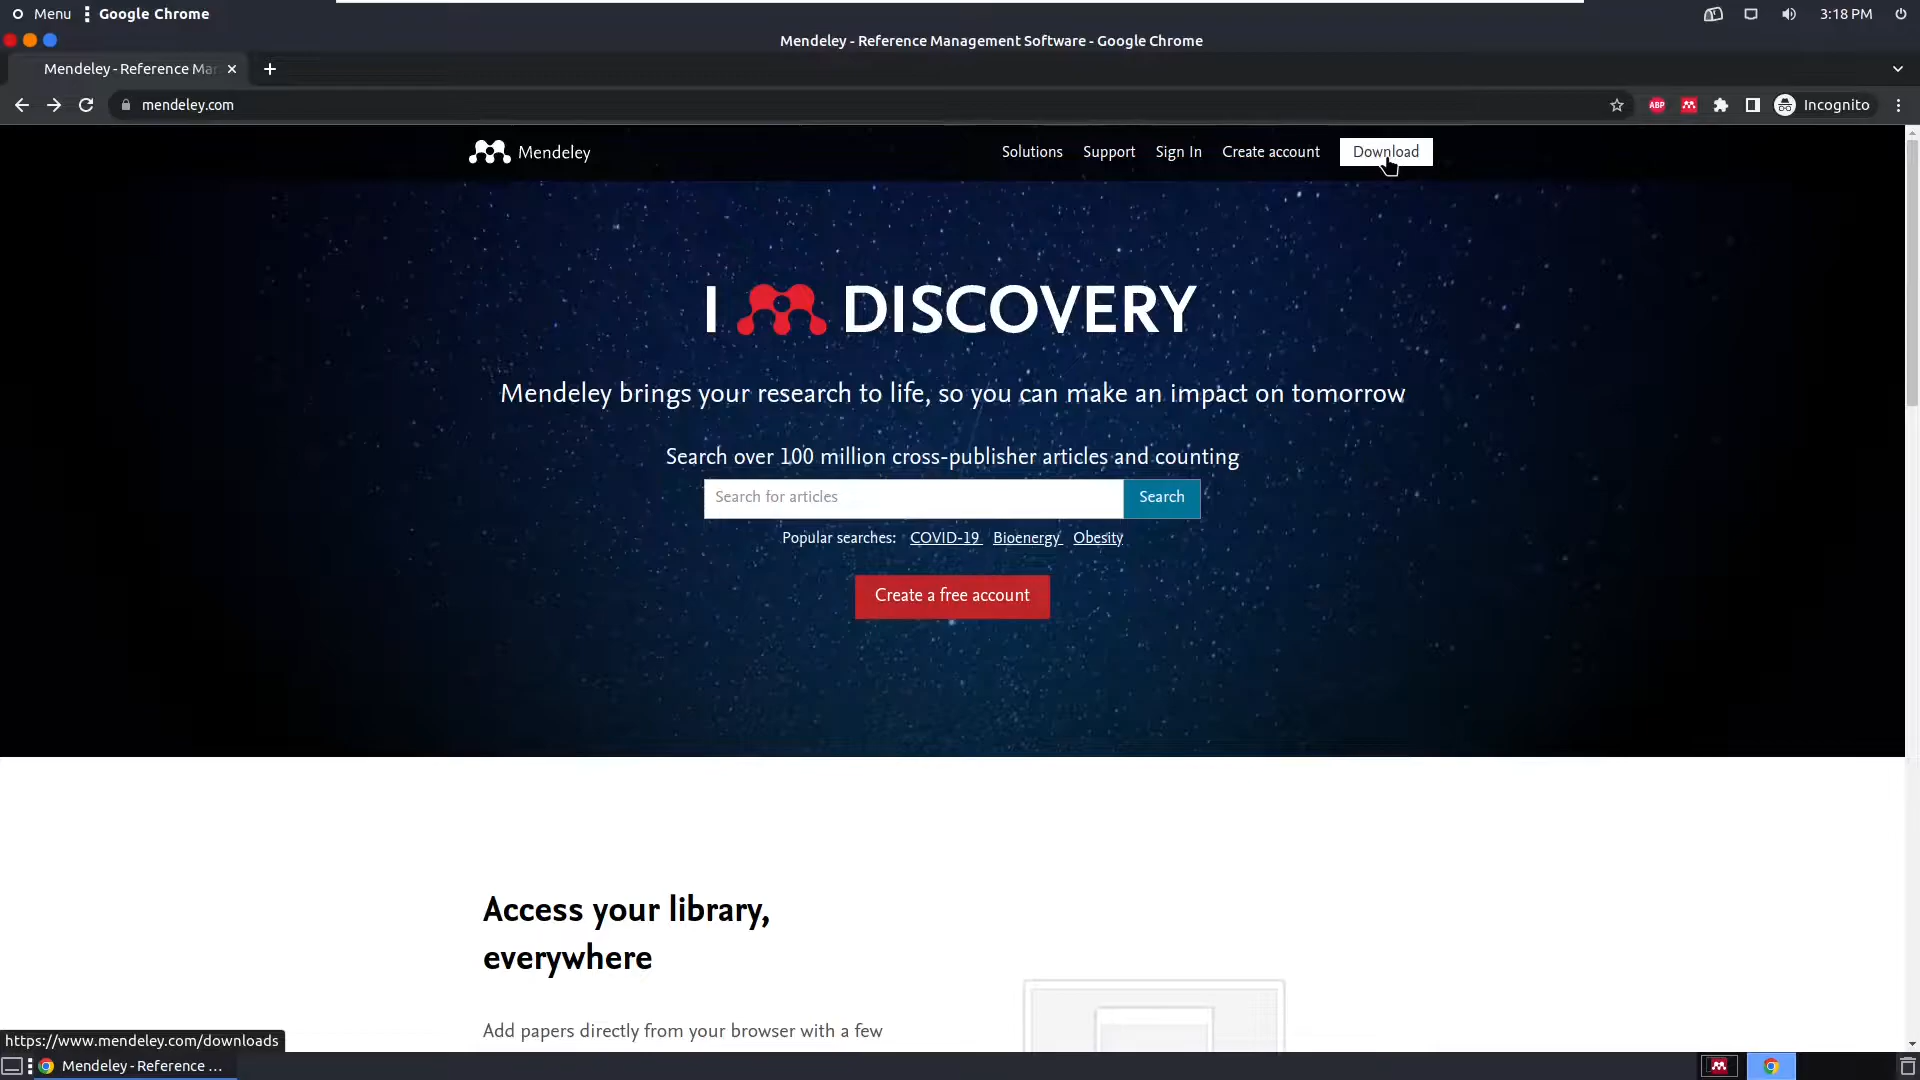 Menu Google Chrome 3:18 PM
Mendeley - Reference Management Software - Google Chrome
Mendeley - Reference Ma
mendeley.com ABP Incognito
Mendeley Solutions Support Sign In Create account Download
I DISCOVERY
Mendeley brings your research to life, so you can make an impact on tomorrow
Search over 100 million cross-publisher articles and counting
Search for articles Search
Popular searches: COVID-19 Bioenergy Obesity
Create a free account
Access your library,
everywhere
Add papers directly from your browser with a few
https://www.mendeley.com/downloads
Mendeley - Reference ...